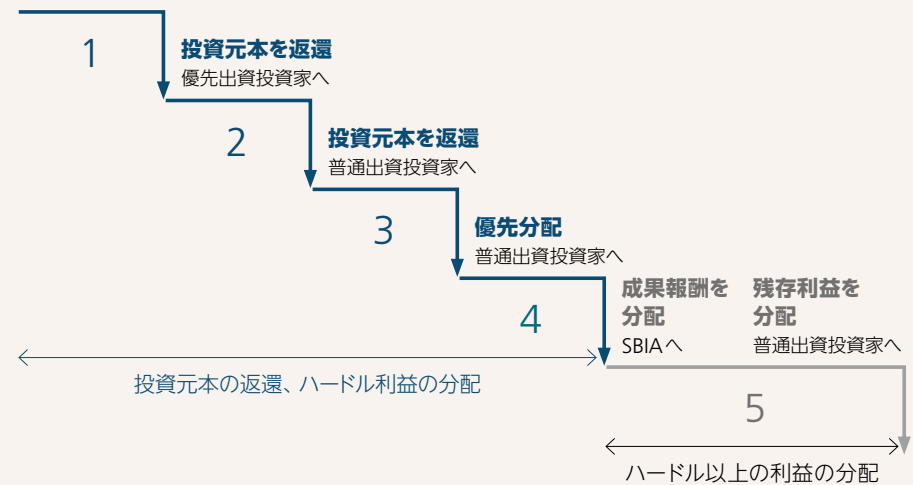 1
投資元本を返還
優先出資投資家へ
2
投資元本を返還
普通出資投資家へ
3
優先分配
普通出資投資家へ
4
成果報酬を
分配
SBIAへ
残存利益を
分配
普通出資投資家へ
投資元本の返還、ハードル利益の分配
5
ハードル以上の利益の分配